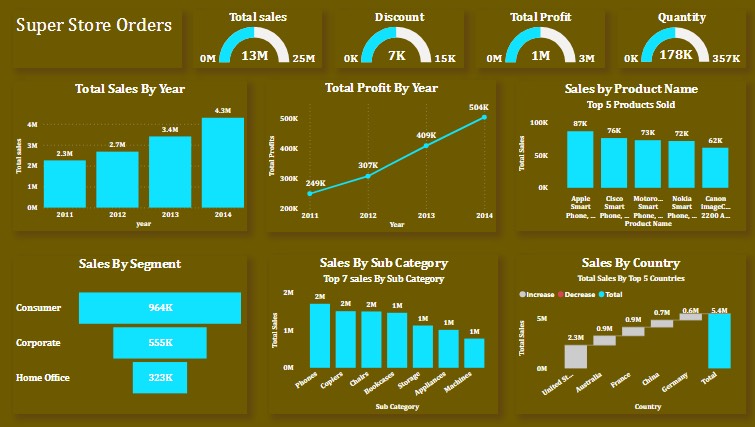 Super Store Orders
Total sales
0M 13M 25M
Discount
0K 7K 15K
Total Profit
0M 1M 3M
Quantity
0K 178K 357K
Total Sales By Year
Total sales
4M
3M
2M
1M
0M
2.3M 2.7M 3.4M 4.3M
2011 2012 2013 2014
year
Total Profit By Year
Total Profits
500K
400K
300K
200K
249K 307K 409K 504K
2011 2012 2013 2014
Year
Sales by Product Name
Top 5 Products Sold
Total Sales
100K
50K
0K
87K 76K 73K 72K 62K
Apple Cisco Motoro... Nokia Canon
Smart Smart Smart Smart ImageC...
Phone, ... Phone, ... Phone, ... Phone, ... 2200 A...
Product Name
Sales By Segment
Consumer 964K
Corporate 555K
Home Office 323K
Sales By Sub Category
Top 7 sales By Sub Category
Total Sales
2M
1M
0M
2M 2M 2M 2M 1M 1M 1M
Phones Copiers Chairs Bookcases Storage Appliances Machines
Sub Category
Sales By Country
Total Sales By Top 5 Countries
Increase Decrease Total
Total Sales
5M
0M
2.3M 0.9M 0.9M 0.7M 0.6M 5.4M
United St... Australia France China Germany Total
Country